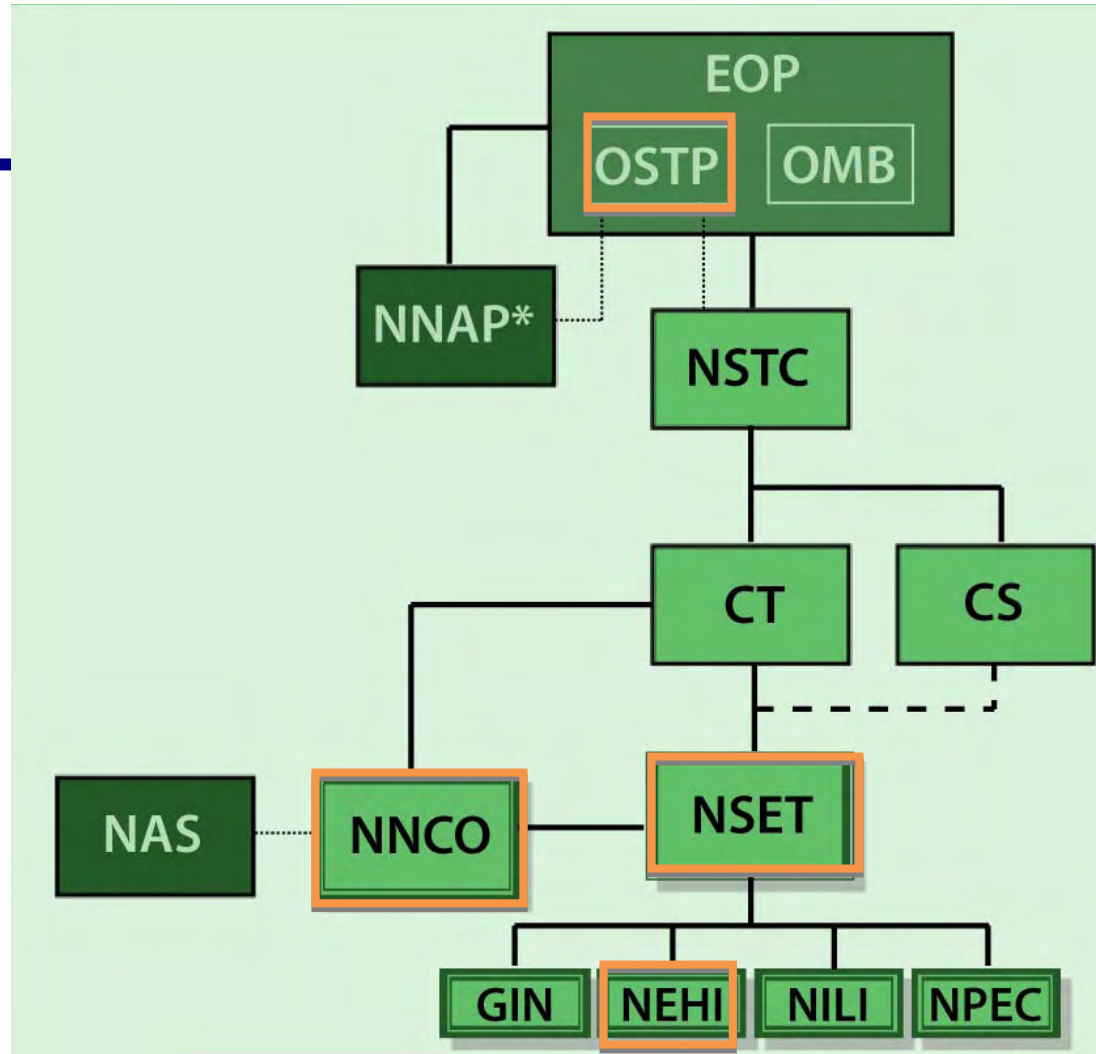 EOP
OSTP OMB
NNAP*
NSTC
CT CS
NAS NNCO NSET
GIN NEHI NILI NPEC